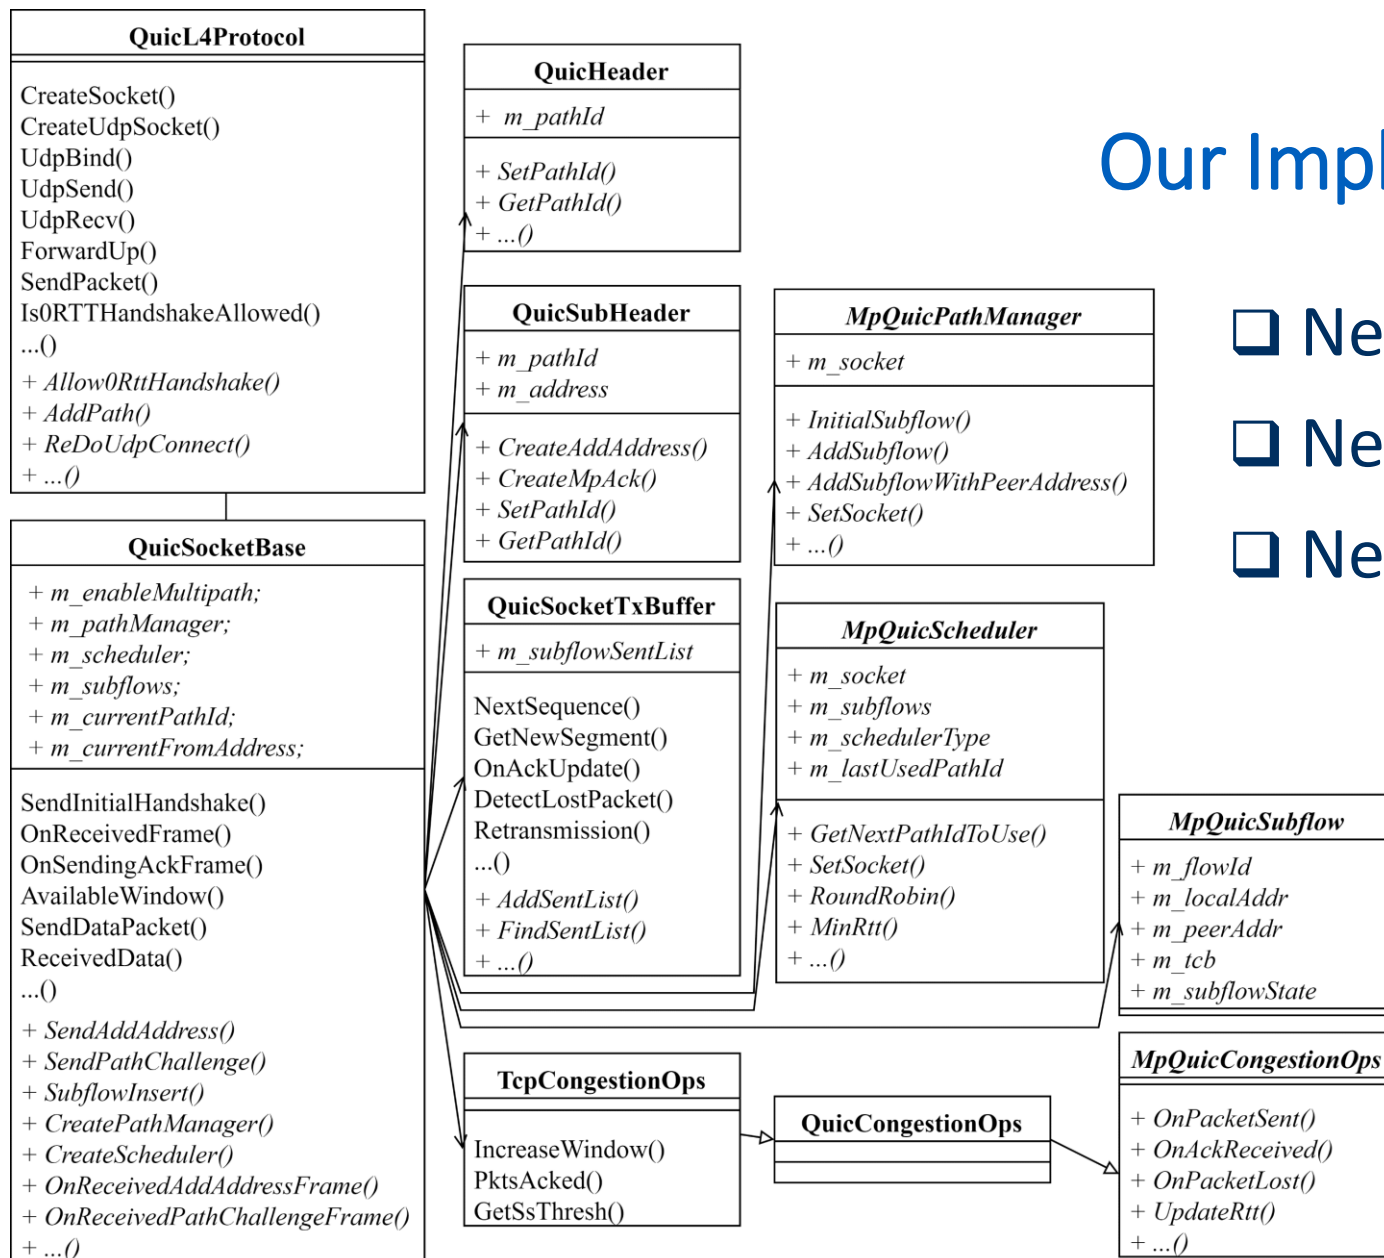 QuicL4Protocol
CreateSocket()
CreateUdpSocket()
UdpBind()
UdpSend()
UdpRecv()
ForwardUp()
SendPacket()
Is0RTTHandshakeAllowed()
...()
+ Allow0RttHandshake()
+ AddPath()
+ ReDoUdpConnect()
+ ...()
QuicSocketBase
+ m_enableMultipath;
+ m_pathManager;
+ m_scheduler;
+ m_subflows;
+ m_currentPathId;
+ m_currentFromAddress;
SendInitialHandshake()
OnReceivedFrame()
OnSendingAckFrame()
AvailableWindow()
SendDataPacket()
ReceivedData()
...()
+ SendAddAddress()
+ SendPathChallenge()
+ SubflowInsert()
+ CreatePathManager()
+ CreateScheduler()
+ OnReceivedAddAddressFrame()
+ OnReceivedPathChallengeFrame()
+ ...()
QuicHeader
+ m_pathId
+ SetPathId()
+ GetPathId()
+ ...()
QuicSubHeader
+ m_pathId
+ m_address
+ CreateAddAddress()
+ CreateMpAck()
+ SetPathId()
+ GetPathId()
QuicSocketTxBuffer
+ m_subflowSentList
NextSequence()
GetNewSegment()
OnAckUpdate()
DetectLostPacket()
Retransmission()
...()
+ AddSentList()
+ FindSentList()
+ ...()
TcpCongestionOps
IncreaseWindow()
PktsAcked()
GetSsThresh()
MpQuicPathManager
+ m_socket
+ InitialSubflow()
+ AddSubflow()
+ AddSubflowWithPeerAddress()
+ SetSocket()
+ ...()
MpQuicScheduler
+ m_socket
+ m_subflows
+ m_schedulerType
+ m_lastUsedPathId
+ GetNextPathIdToUse()
+ SetSocket()
+ RoundRobin()
+ MinRtt()
+ ...()
QuicCongestionOps
MpQuicSubflow
+ m_flowId
+ m_localAddr
+ m_peerAddr
+ m_tcb
+ m_subflowState
MpQuicCongestionOps
+ OnPacketSent()
+ OnAckReceived()
+ OnPacketLost()
+ UpdateRtt()
+ ...()
Our Impl
❑ Ne
❑ Ne
❑ Ne